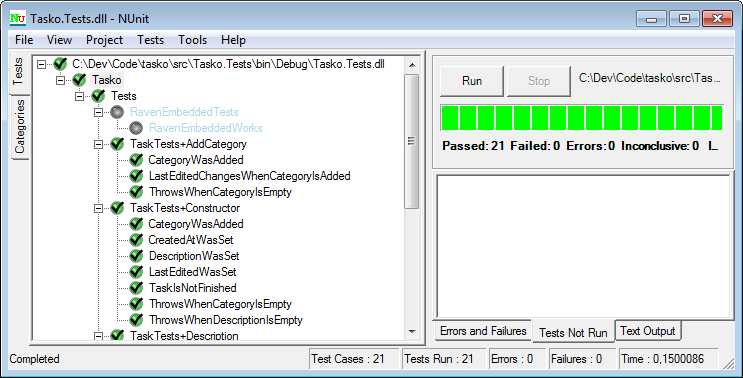 Tasko.Tests.dll - NUnit
File View Project Tests Tools Help
Tests
Categories
C:\Dev\Code\tasko\src\Tasko.Tests\bin\Debug\Tasko.Tests.dll
Tasko
Tests
RavenEmbeddedTests
RavenEmbeddedWorks
TaskTests+AddCategory
CategoryWasAdded
LastEditedChangesWhenCategoryIsAdded
ThrowsWhenCategoryIsEmpty
TaskTests+Constructor
CategoryWasAdded
CreatedAtWasSet
DescriptionWasSet
LastEditedWasSet
TaskIsNotFinished
ThrowsWhenCategoryIsEmpty
ThrowsWhenDescriptionIsEmpty
TaskTests+Description
Run Stop C:\Dev\Code\tasko\src\Tas...
Passed: 21 Failed: 0 Errors: 0 Inconclusive: 0 I...
Errors and Failures Tests Not Run Text Output
Completed Test Cases : 21 Tests Run : 21 Errors : 0 Failures : 0 Time : 0,1500086